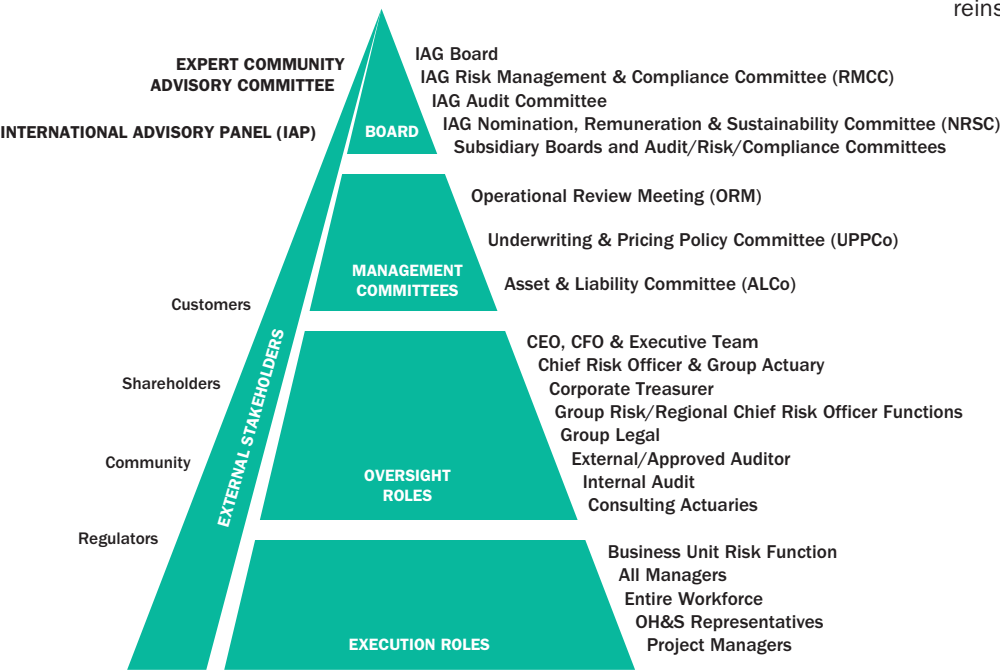 reins
EXPERT COMMUNITY
ADVISORY COMMITTEE
INTERNATIONAL ADVISORY PANEL (IAP)
BOARD
IAG Board
IAG Risk Management & Compliance Committee (RMCC)
IAG Audit Committee
IAG Nomination, Remuneration & Sustainability Committee (NRSC)
Subsidiary Boards and Audit/Risk/Compliance Committees
MANAGEMENT
COMMITTEES
Operational Review Meeting (ORM)
Underwriting & Pricing Policy Committee (UPPCo)
Asset & Liability Committee (ALCo)
Customers
Shareholders
Community
Regulators
EXTERNAL STAKEHOLDERS
OVERSIGHT
ROLES
CEO, CFO & Executive Team
Chief Risk Officer & Group Actuary
Corporate Treasurer
Group Risk/Regional Chief Risk Officer Functions
Group Legal
External/Approved Auditor
Internal Audit
Consulting Actuaries
EXECUTION ROLES
Business Unit Risk Function
All Managers
Entire Workforce
OH&S Representatives
Project Managers